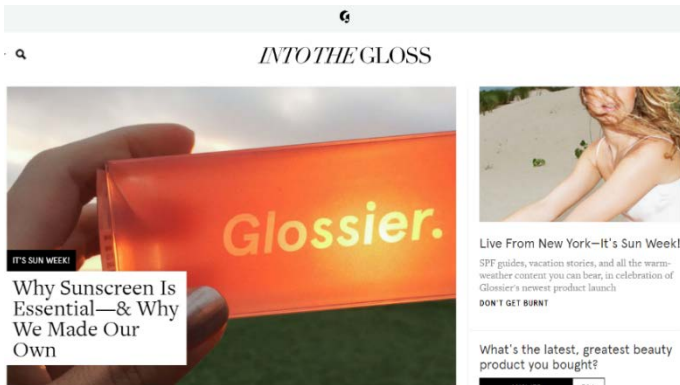 INTO THE GLOSS
Glossier.
IT'S SUN WEEK!
Why Sunscreen Is
Essential—& Why
We Made Our
Own
Live From New York—It's Sun Week!
SPF guides, vacation stories, and all the warm-
weather content you can bear, in celebration of
Glossier's newest product launch
DON'T GET BURNT
What's the latest, greatest beauty
product you bought?